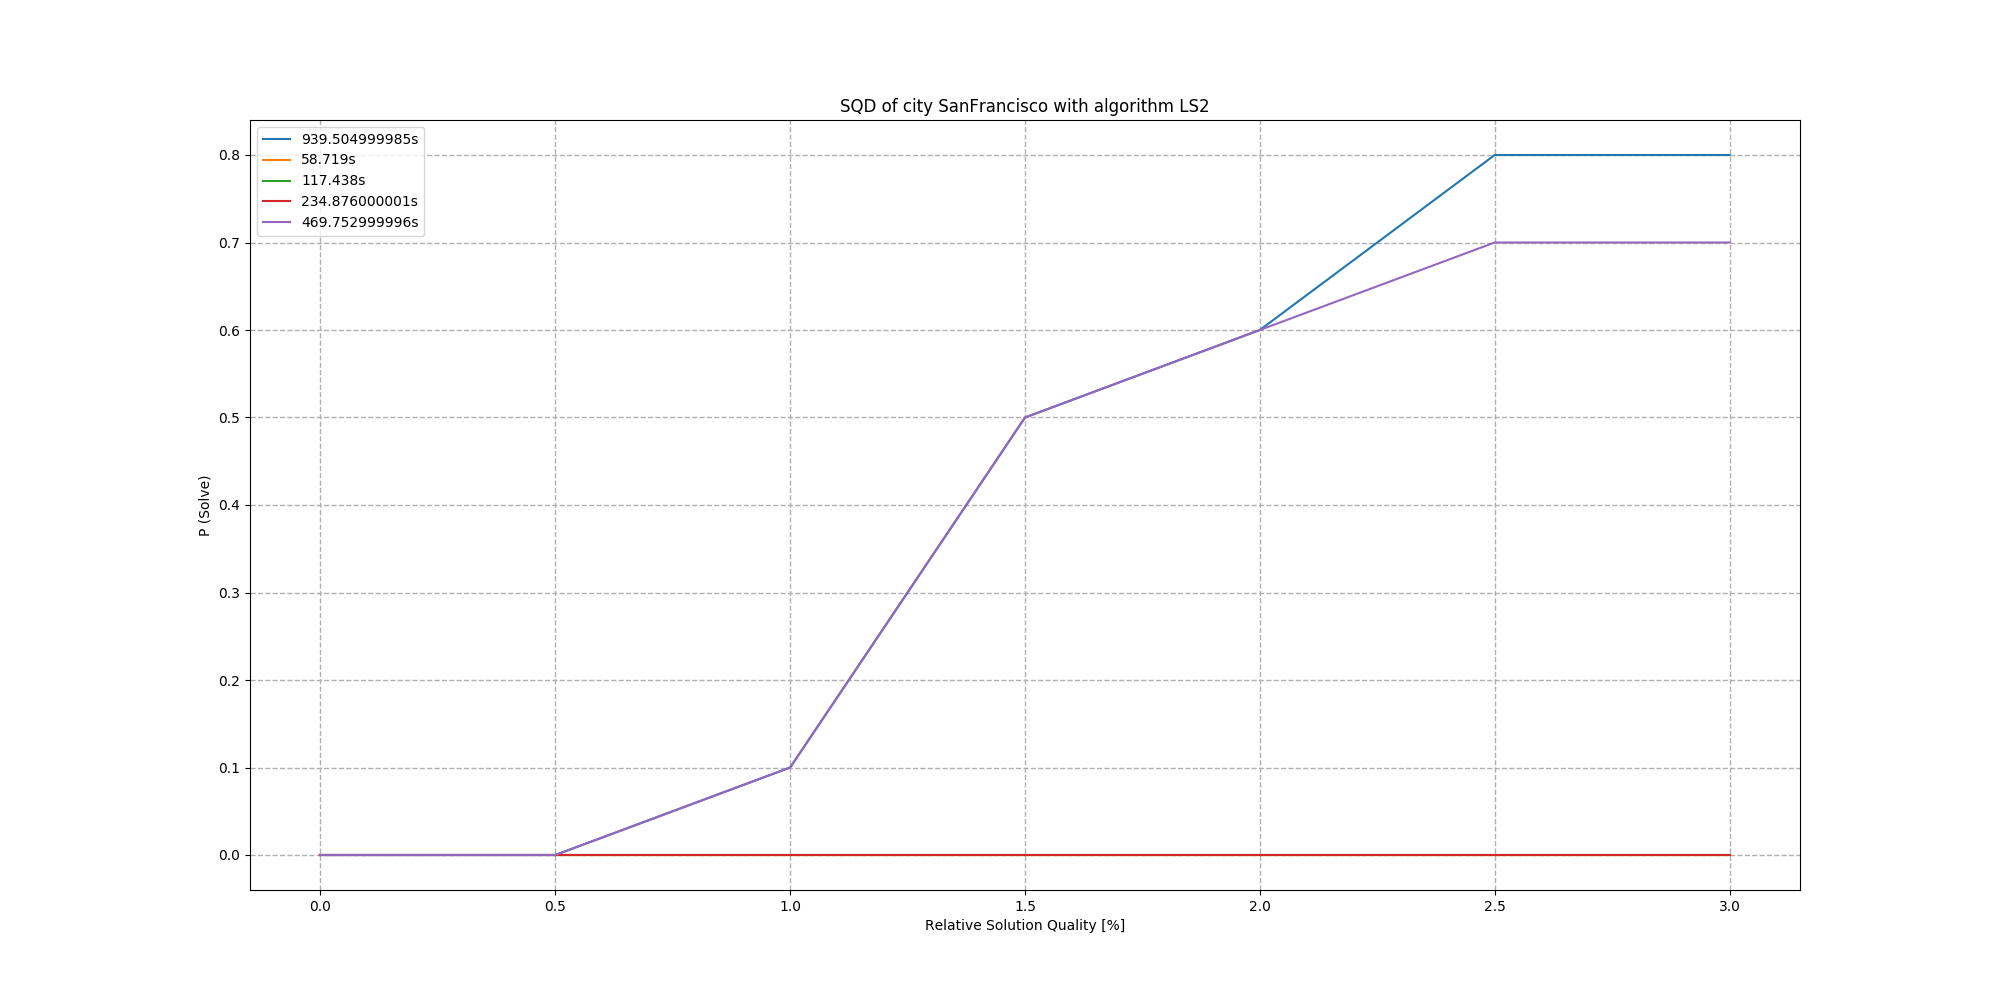 SQD of city SanFrancisco with algorithm LS2
939.504999985s
58.719s
117.438s
234.876000001s
469.752999996s
0.8
0.7
0.6
0.5
0.4
0.3
0.2
0.1
0.0
P (Solve)
0.0 0.5 1.0 1.5 2.0 2.5 3.0
Relative Solution Quality [%]